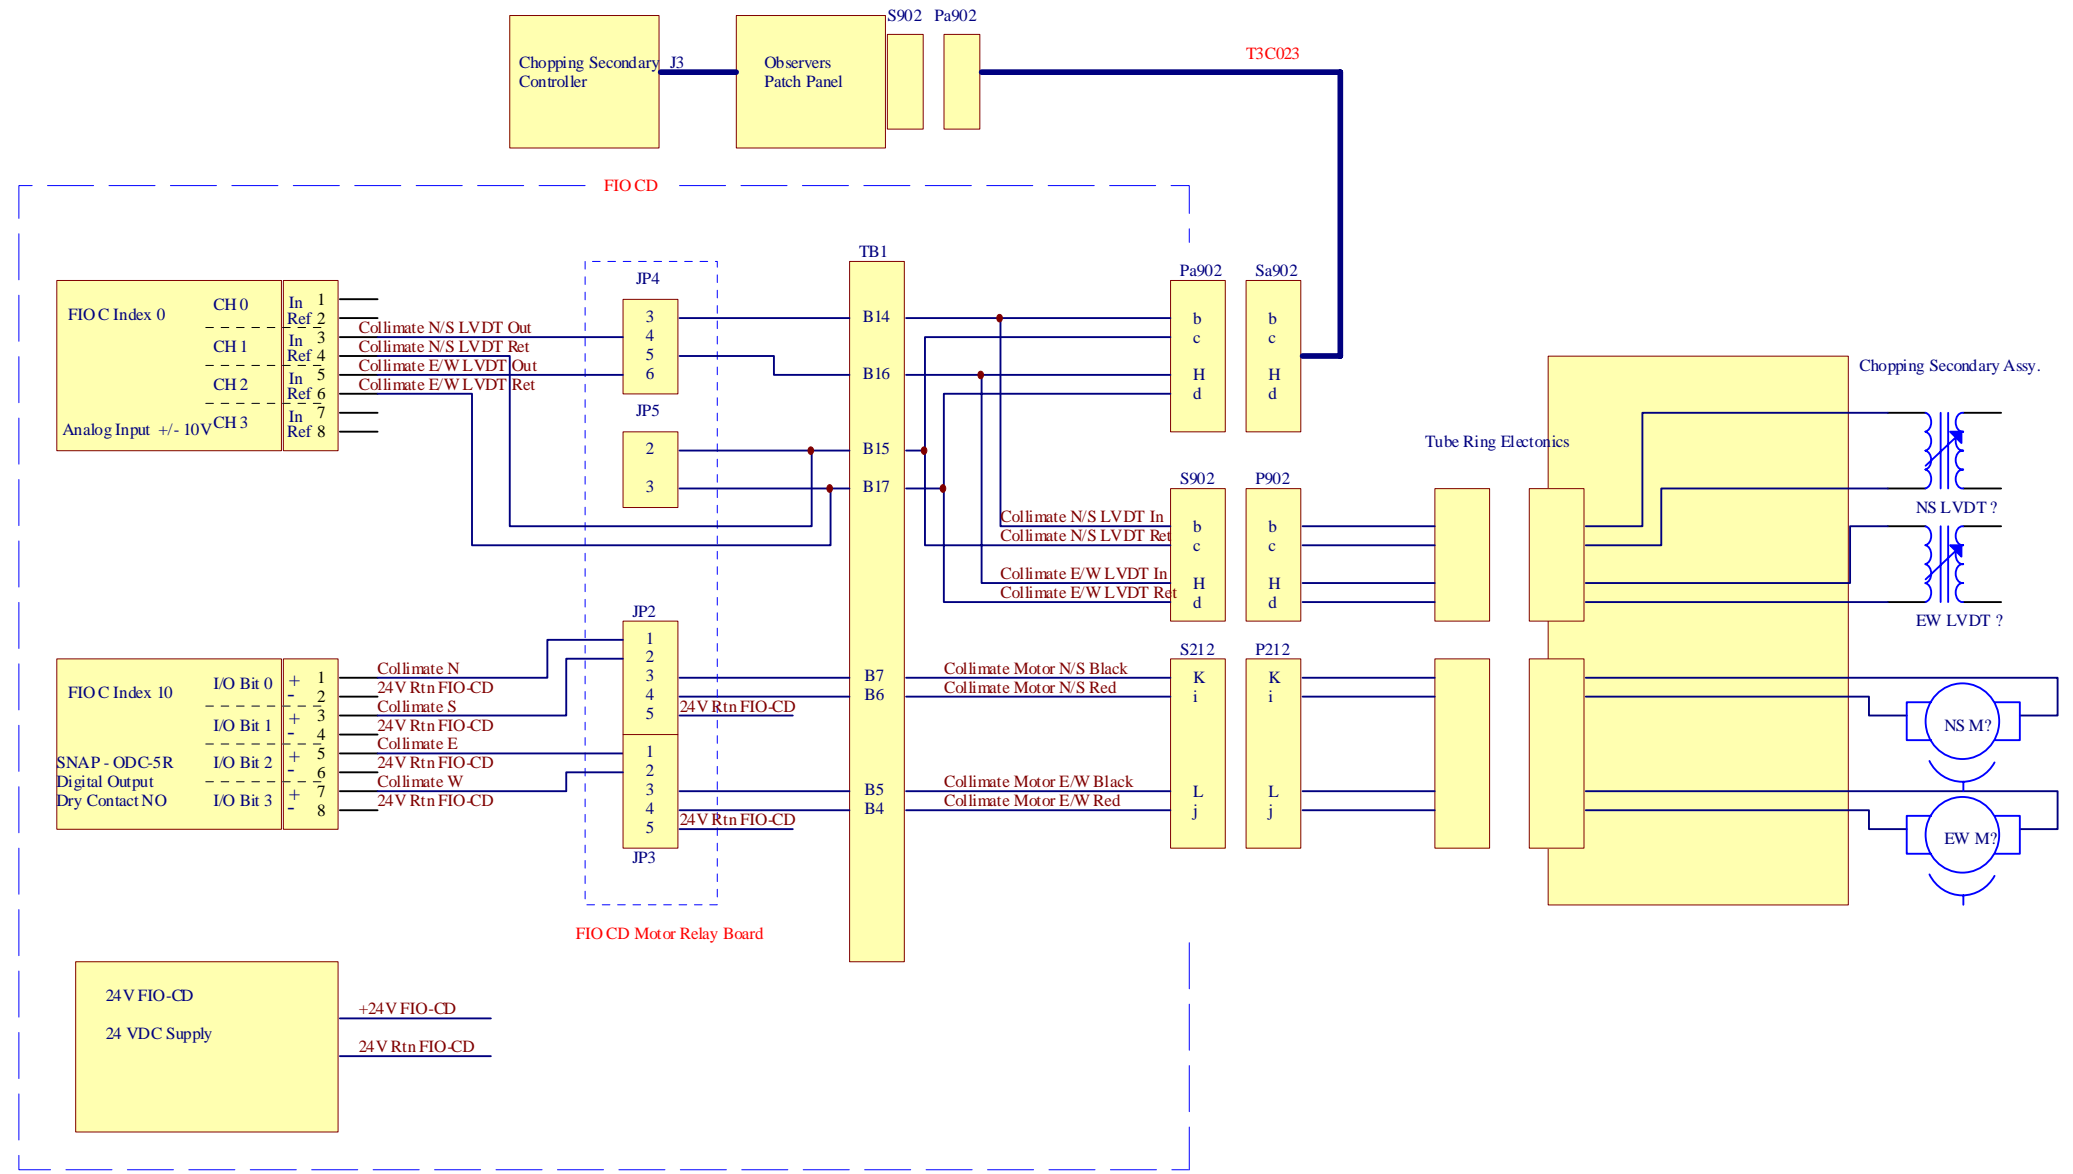 S902 Pa902
Chopping Secondary
Controller
J3
Observers
Patch Panel
T3C023
FIO CD
TB1
JP4
Pa902 Sa902
FIO C Index 0
Analog Input +/- 10V
CH 0
CH 1
CH 2
CH 3
In 1
Ref 2
In 3
Ref 4
In 5
Ref 6
In 7
Ref 8
Collimate N/S LVDT Out
Collimate N/S LVDT Ret
Collimate E/W LVDT Out
Collimate E/W LVDT Ret
3
4
5
6
JP5
2
3
B14
B16
B15
B17
b
c
H
d
b
c
H
d
Chopping Secondary Assy.
Tube Ring Electonics
NS LVDT ?
EW LVDT ?
S902 P902
Collimate N/S LVDT In
Collimate N/S LVDT Ret
Collimate E/W LVDT In
Collimate E/W LVDT Ret
b
c
H
d
b
c
H
d
JP2
1
2
3
4
5
1
2
3
4
5
JP3
FIO C Index 10
SNAP - ODC-5R
Digital Output
Dry Contact NO
I/O Bit 0
I/O Bit 1
I/O Bit 2
I/O Bit 3
+ 1
- 2
+ 3
- 4
+ 5
- 6
+ 7
- 8
Collimate N
24V Rtn FIO-CD
Collimate S
24V Rtn FIO-CD
Collimate E
24V Rtn FIO-CD
Collimate W
24V Rtn FIO-CD
24V Rtn FIO-CD
24V Rtn FIO-CD
B7
B6
B5
B4
Collimate Motor N/S Black
Collimate Motor N/S Red
Collimate Motor E/W Black
Collimate Motor E/W Red
S212 P212
K
i
L
j
K
i
L
j
NS M?
EW M?
FIO CD Motor Relay Board
24V FIO-CD
24 VDC Supply
+24V FIO-CD
24V Rtn FIO-CD